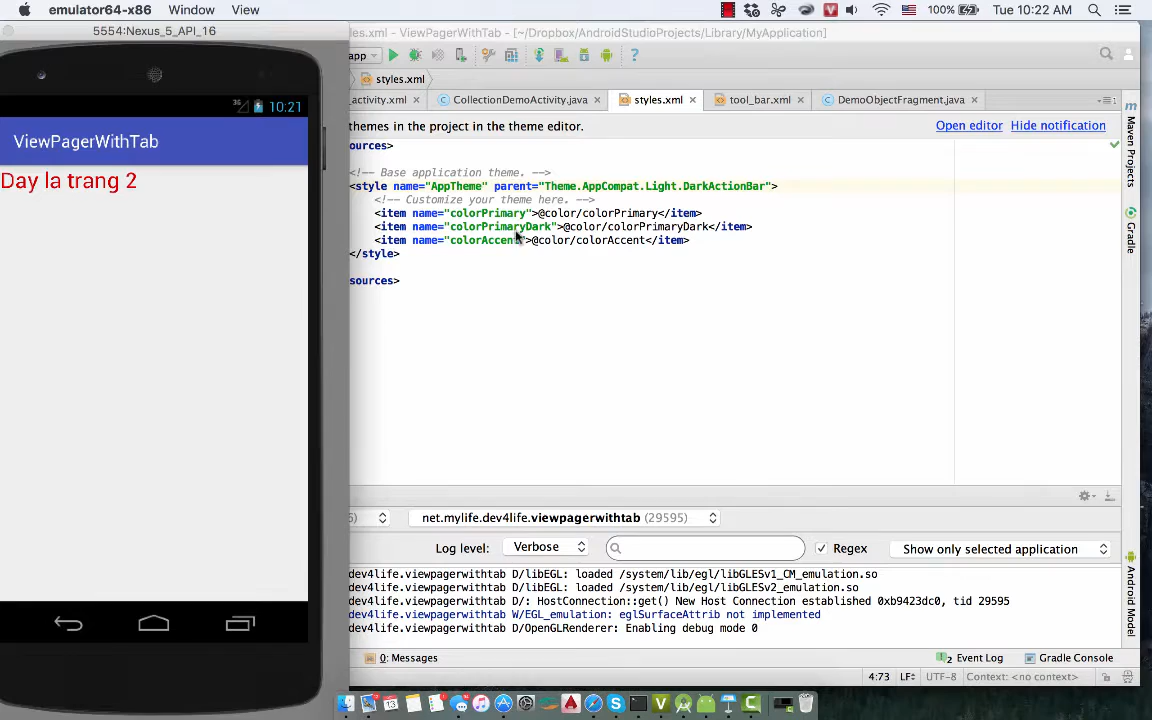 emulator64-x86 Window View 100% Tue 10:22 AM
5554:Nexus_5_API_16
les.xml - ViewPagerWithTab - [~/Dropbox/AndroidStudioProjects/Library/MyApplication]
app
styles.xml
_activity.xml CollectionDemoActivity.java styles.xml tool_bar.xml DemoObjectFragment.java
themes in the project in the theme editor. Open editor Hide notification
3G 10:21
ViewPagerWithTab
Day la trang 2
ources>
<!-- Base application theme. -->
<style name="AppTheme" parent="Theme.AppCompat.Light.DarkActionBar">
<!-- Customize your theme here. -->
<item name="colorPrimary">@color/colorPrimary</item>
<item name="colorPrimaryDark">@color/colorPrimaryDark</item>
<item name="colorAccent">@color/colorAccent</item>
</style>
sources>
Maven Projects
Gradle
Android Model
net.mylife.dev4life.viewpagerwithtab (29595)
Log level: Verbose Regex Show only selected application
dev4life.viewpagerwithtab D/libEGL: loaded /system/lib/egl/libGLESv1_CM_emulation.so
dev4life.viewpagerwithtab D/libEGL: loaded /system/lib/egl/libGLESv2_emulation.so
dev4life.viewpagerwithtab D/: HostConnection::get() New Host Connection established 0xb9423dc0, tid 29595
dev4life.viewpagerwithtab W/EGL_emulation: eglSurfaceAttrib not implemented
dev4life.viewpagerwithtab D/OpenGLRenderer: Enabling debug mode 0
0: Messages 2 Event Log Gradle Console
4:73 LF UTF-8 Context: <no context>